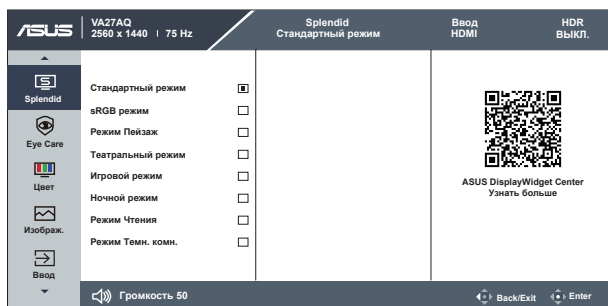 ASUS
VA27AQ
2560 x 1440 | 75 Hz
Splendid
Стандартный режим
Ввод
HDMI
HDR
ВЫКЛ.
Splendid
Eye Care
Цвет
Изображ.
Ввод
Стандартный режим
sRGB режим
Режим Пейзаж
Театральный режим
Игровой режим
Ночной режим
Режим Чтения
Режим Темн. комн.
ASUS DisplayWidget Center
Узнать больше
Громкость 50
Back/Exit
Enter